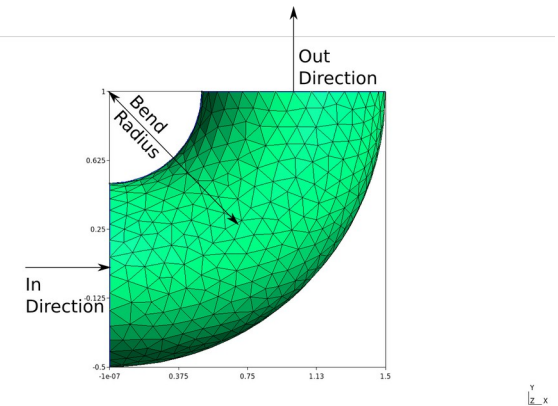 Out
Direction
1
Bend
Radius
0.625
0.25
In
Direction
-0.125
-0.5
-1e-07 0.375 0.75 1.13 1.5
Y
Z X